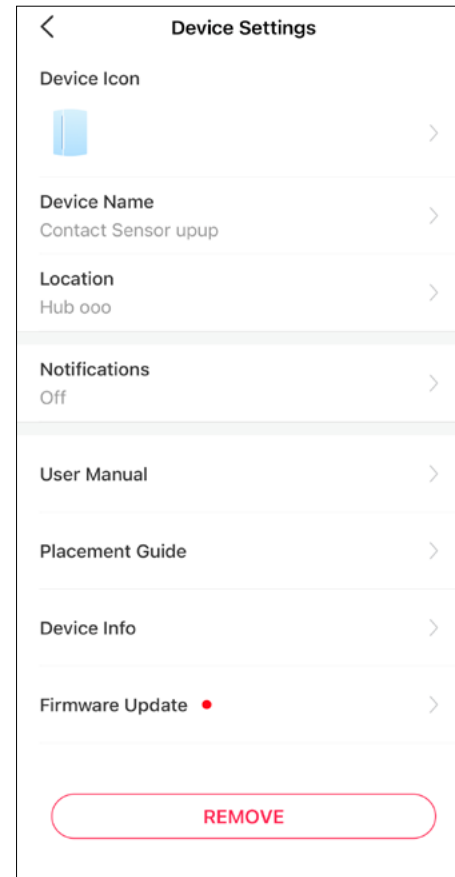 Device Settings
Device Icon
Device Name
Contact Sensor upup
Location
Hub ooo
Notifications
Off
User Manual
Placement Guide
Device Info
Firmware Update
REMOVE